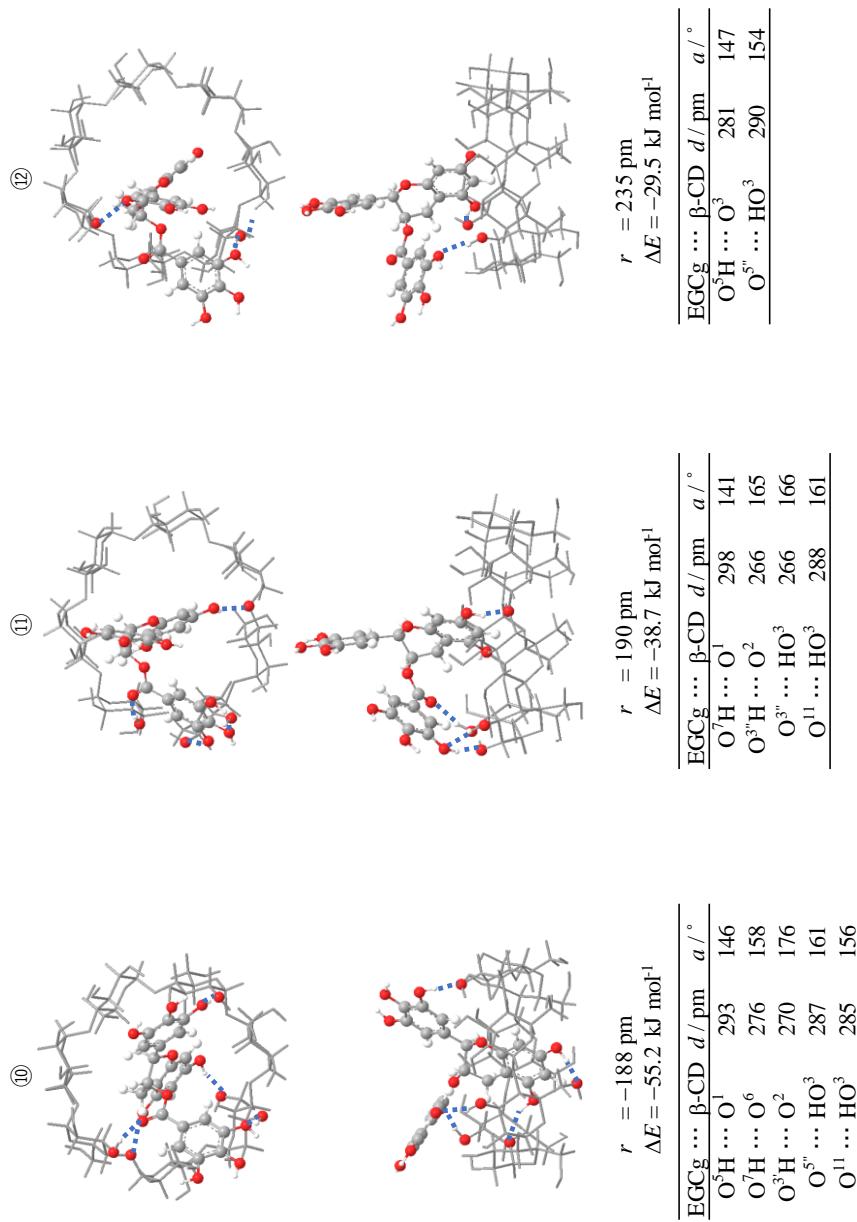 ⑩
r = −188 pm
ΔE = −55.2 kJ mol⁻¹
EGCg ⋯ β-CD d / pm a / °
O⁵H ⋯ O¹ 293 146
O⁷H ⋯ O⁶ 276 158
O³'H ⋯ O² 270 176
O⁵'' ⋯ HO³ 287 161
O¹¹ ⋯ HO³ 285 156
⑪
r = 190 pm
ΔE = −38.7 kJ mol⁻¹
EGCg ⋯ β-CD d / pm a / °
O⁷H ⋯ O¹ 298 141
O³''H ⋯ O² 266 165
O³'' ⋯ HO³ 266 166
O¹¹ ⋯ HO³ 288 161
⑫
r = 235 pm
ΔE = −29.5 kJ mol⁻¹
EGCg ⋯ β-CD d / pm a / °
O⁵H ⋯ O³ 281 147
O⁵'' ⋯ HO³ 290 154